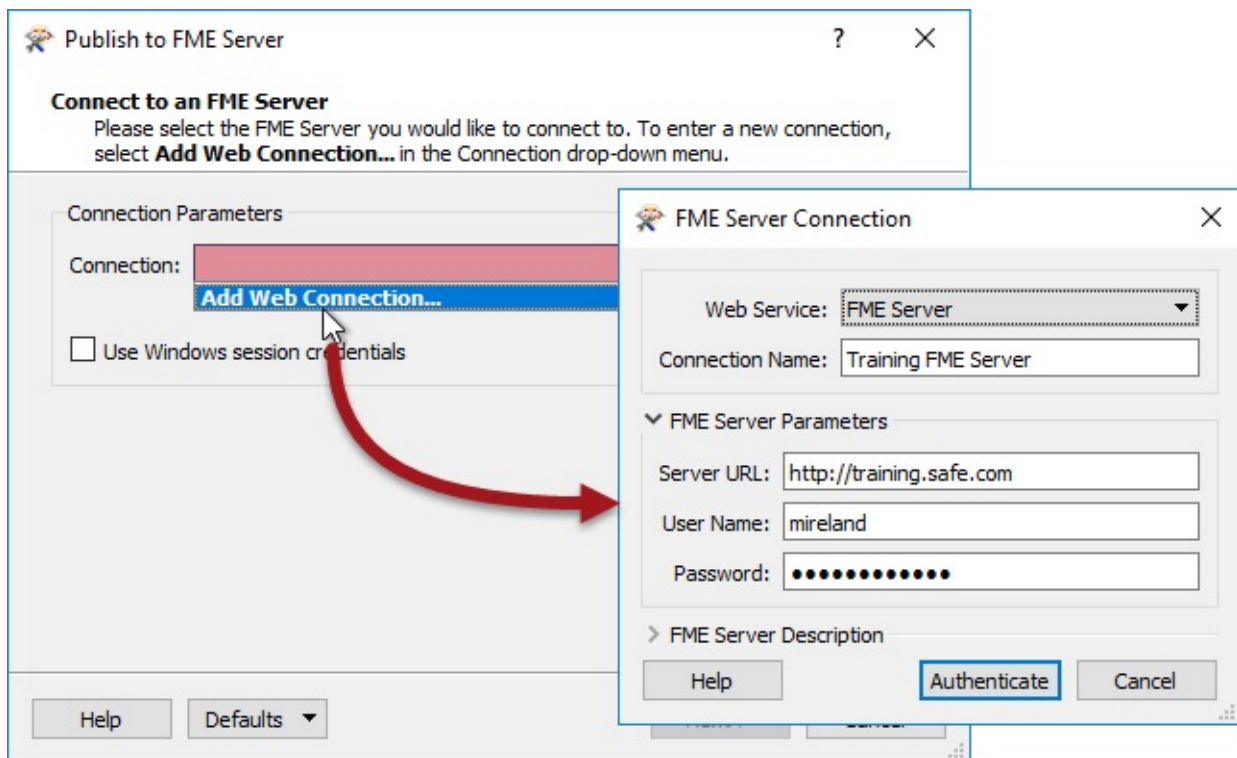 Publish to FME Server
?
Connect to an FME Server
Please select the FME Server you would like to connect to. To enter a new connection,
select Add Web Connection... in the Connection drop-down menu.
Connection Parameters
Connection:
Add Web Connection...
Use Windows session credentials
Help
Defaults
FME Server Connection
Web Service: FME Server
Connection Name: Training FME Server
FME Server Parameters
Server URL: http://training.safe.com
User Name: mireland
Password: ●●●●●●●●●●●●
FME Server Description
Help
Authenticate
Cancel